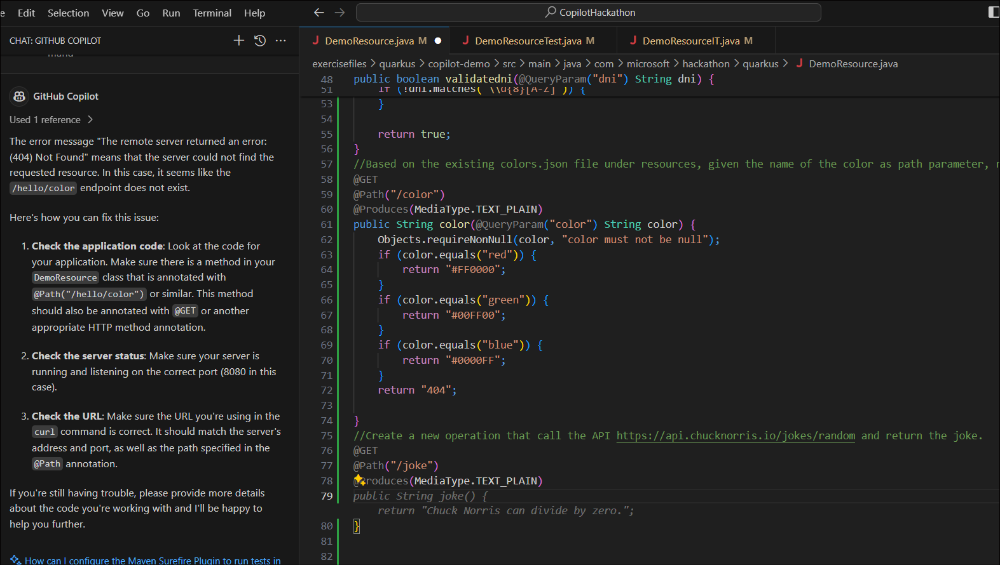 Edit Selection View Go Run Terminal Help
CopilotHackathon
CHAT: GITHUB COPILOT
GitHub Copilot
Used 1 reference
The error message "The remote server returned an error:
(404) Not Found" means that the server could not find the
requested resource. In this case, it seems like the
/hello/color endpoint does not exist.
Here's how you can fix this issue:
1. Check the application code: Look at the code for
your application. Make sure there is a method in your
DemoResource class that is annotated with
@Path("/hello/color") or similar. This method
should also be annotated with @GET or another
appropriate HTTP method annotation.
2. Check the server status: Make sure your server is
running and listening on the correct port (8080 in this
case).
3. Check the URL: Make sure the URL you're using in the
curl command is correct. It should match the server's
address and port, as well as the path specified in the
@Path annotation.
If you're still having trouble, please provide more details
about the code you're working with and I'll be happy to
help you further.
How can I configure the Maven Surefire Plugin to run tests in
J DemoResource.java M
J DemoResourceTest.java M
J DemoResourceIT.java M
exercisefiles > quarkus > copilot-demo > src > main > java > com > microsoft > hackathon > quarkus > J DemoResource.java
48 public boolean validatedni(@QueryParam("dni") String dni) {
51 if (!dni.matches("\\d{8}[A-Z]")) {
53 }
54
55 return true;
56 }
57 //Based on the existing colors.json file under resources, given the name of the color as path parameter, r
58 @GET
59 @Path("/color")
60 @Produces(MediaType.TEXT_PLAIN)
61 public String color(@QueryParam("color") String color) {
62 Objects.requireNonNull(color, "color must not be null");
63 if (color.equals("red")) {
64 return "#FF0000";
65 }
66 if (color.equals("green")) {
67 return "#00FF00";
68 }
69 if (color.equals("blue")) {
70 return "#0000FF";
71 }
72 return "404";
73
74 }
75 //Create a new operation that call the API https://api.chucknorris.io/jokes/random and return the joke.
76 @GET
77 @Path("/joke")
78 @Produces(MediaType.TEXT_PLAIN)
79 public String joke() {
return "Chuck Norris can divide by zero.";
80 }
81
82